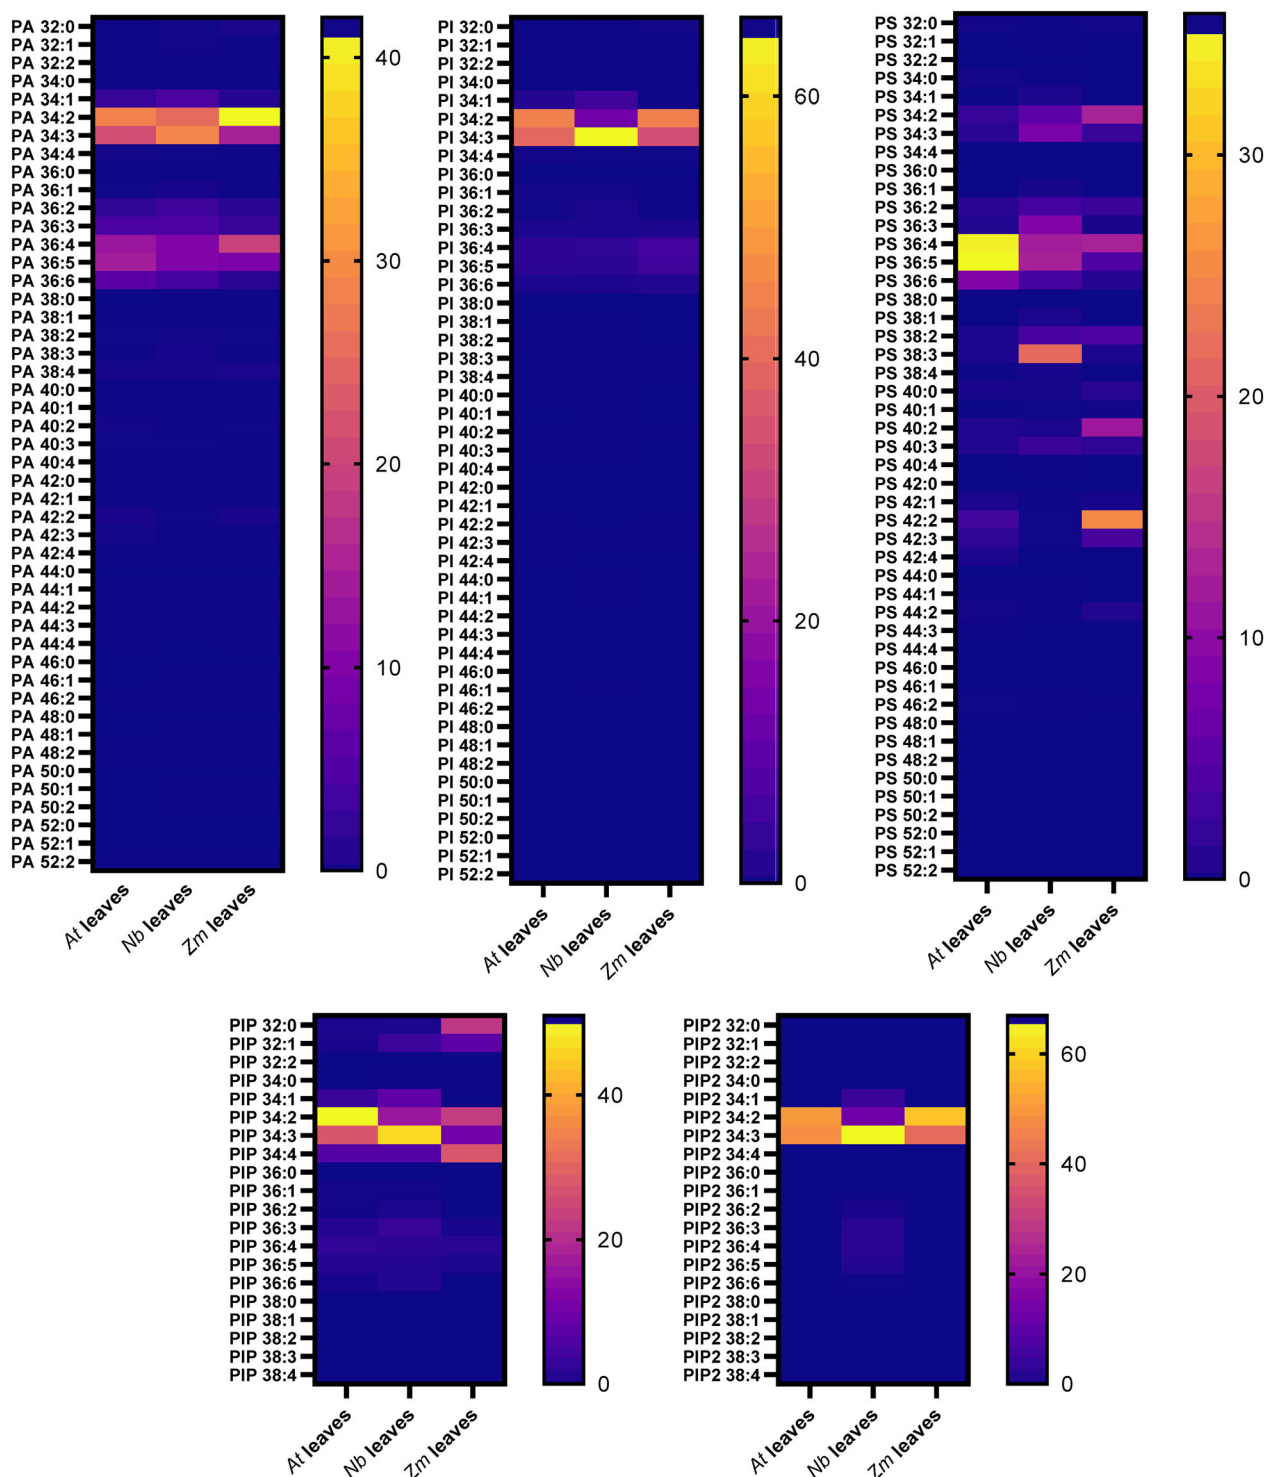 PA 32:0
PA 32:1
PA 32:2
PA 34:0
PA 34:1
PA 34:2
PA 34:3
PA 34:4
PA 36:0
PA 36:1
PA 36:2
PA 36:3
PA 36:4
PA 36:5
PA 36:6
PA 38:0
PA 38:1
PA 38:2
PA 38:3
PA 38:4
PA 40:0
PA 40:1
PA 40:2
PA 40:3
PA 40:4
PA 42:0
PA 42:1
PA 42:2
PA 42:3
PA 42:4
PA 44:0
PA 44:1
PA 44:2
PA 44:3
PA 44:4
PA 46:0
PA 46:1
PA 46:2
PA 48:0
PA 48:1
PA 48:2
PA 50:0
PA 50:1
PA 50:2
PA 52:0
PA 52:1
PA 52:2
At leaves
Nb leaves
Zm leaves
40
30
20
10
0
PI 32:0
PI 32:1
PI 32:2
PI 34:0
PI 34:1
PI 34:2
PI 34:3
PI 34:4
PI 36:0
PI 36:1
PI 36:2
PI 36:3
PI 36:4
PI 36:5
PI 36:6
PI 38:0
PI 38:1
PI 38:2
PI 38:3
PI 38:4
PI 40:0
PI 40:1
PI 40:2
PI 40:3
PI 40:4
PI 42:0
PI 42:1
PI 42:2
PI 42:3
PI 42:4
PI 44:0
PI 44:1
PI 44:2
PI 44:3
PI 44:4
PI 46:0
PI 46:1
PI 46:2
PI 48:0
PI 48:1
PI 48:2
PI 50:0
PI 50:1
PI 50:2
PI 52:0
PI 52:1
PI 52:2
At leaves
Nb leaves
Zm leaves
60
40
20
0
PS 32:0
PS 32:1
PS 32:2
PS 34:0
PS 34:1
PS 34:2
PS 34:3
PS 34:4
PS 36:0
PS 36:1
PS 36:2
PS 36:3
PS 36:4
PS 36:5
PS 36:6
PS 38:0
PS 38:1
PS 38:2
PS 38:3
PS 38:4
PS 40:0
PS 40:1
PS 40:2
PS 40:3
PS 40:4
PS 42:0
PS 42:1
PS 42:2
PS 42:3
PS 42:4
PS 44:0
PS 44:1
PS 44:2
PS 44:3
PS 44:4
PS 46:0
PS 46:1
PS 46:2
PS 48:0
PS 48:1
PS 48:2
PS 50:0
PS 50:1
PS 50:2
PS 52:0
PS 52:1
PS 52:2
At leaves
Nb leaves
Zm leaves
30
20
10
0
PIP 32:0
PIP 32:1
PIP 32:2
PIP 34:0
PIP 34:1
PIP 34:2
PIP 34:3
PIP 34:4
PIP 36:0
PIP 36:1
PIP 36:2
PIP 36:3
PIP 36:4
PIP 36:5
PIP 36:6
PIP 38:0
PIP 38:1
PIP 38:2
PIP 38:3
PIP 38:4
At leaves
Nb leaves
Zm leaves
40
20
0
PIP2 32:0
PIP2 32:1
PIP2 32:2
PIP2 34:0
PIP2 34:1
PIP2 34:2
PIP2 34:3
PIP2 34:4
PIP2 36:0
PIP2 36:1
PIP2 36:2
PIP2 36:3
PIP2 36:4
PIP2 36:5
PIP2 36:6
PIP2 38:0
PIP2 38:1
PIP2 38:2
PIP2 38:3
PIP2 38:4
At leaves
Nb leaves
Zm leaves
60
40
20
0